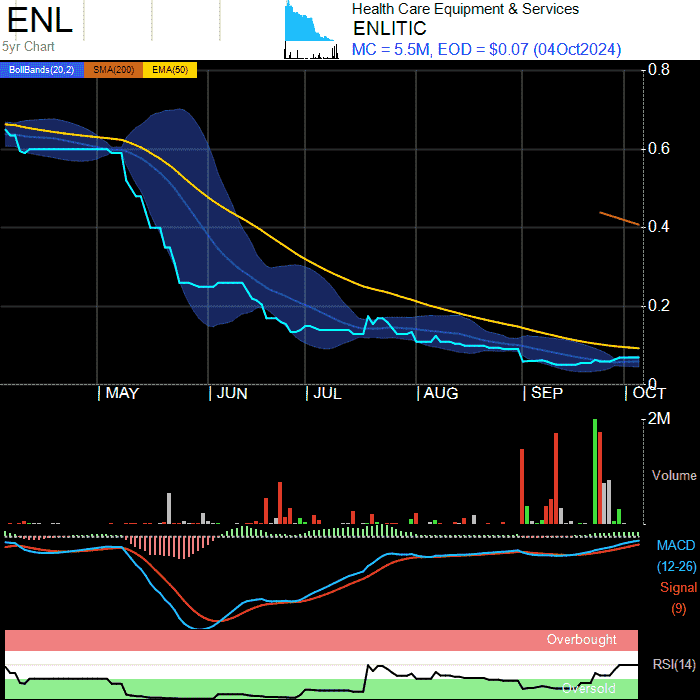 ENL
5yr Chart
Health Care Equipment & Services
ENLITIC
MC = 5.5M, EOD = $0.07 (04Oct2024)
BollBands(20,2) SMA(200) EMA(50)
0.8
0.6
0.4
0.2
0
MAY JUN JUL AUG SEP OCT
2M
Volume
MACD
(12-26)
Signal
(9)
Overbought
RSI(14)
Oversold